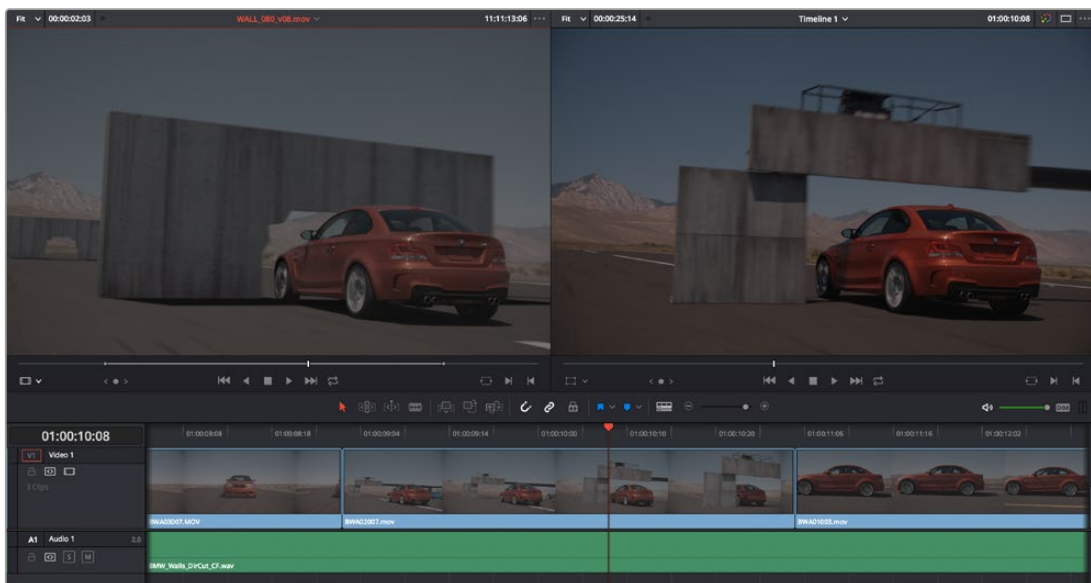 Fit 00:00:02:03 WALL_080_v08.mov 11:11:13:06
Fit 00:00:25:14 Timeline 1 01:00:10:08
DIM
01:00:10:08
01:00:08:08 01:00:08:18 01:00:09:04 01:00:09:14 01:00:10:00 01:00:10:10 01:00:10:20 01:00:11:06 01:00:11:16 01:00:12:02
V1 Video 1
3 Clips
BWA03007.MOV BWA02007.mov BWA01003.mov
A1 Audio 1 2.0
S M
BMW_Walls_DirCut_CF.wav